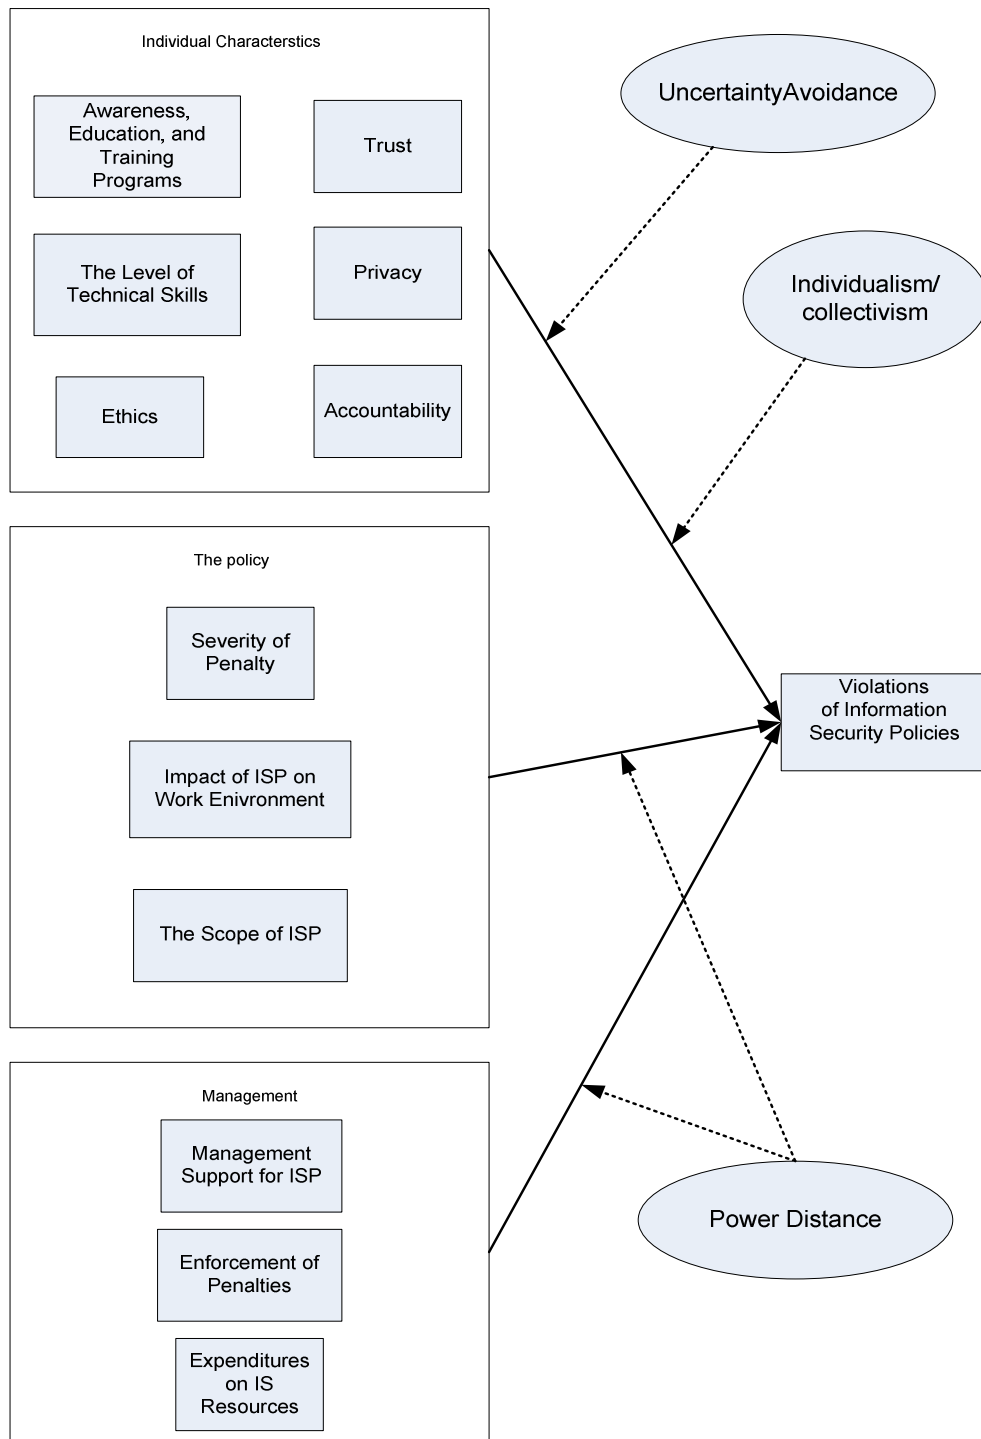 Individual Characterstics
Awareness,
Education, and
Training
Programs
Trust
The Level of
Technical Skills
Privacy
Ethics
Accountability
UncertaintyAvoidance
Individualism/
collectivism
The policy
Severity of
Penalty
Impact of ISP on
Work Enivronment
The Scope of ISP
Violations
of Information
Security Policies
Management
Management
Support for ISP
Enforcement of
Penalties
Expenditures
on IS
Resources
Power Distance